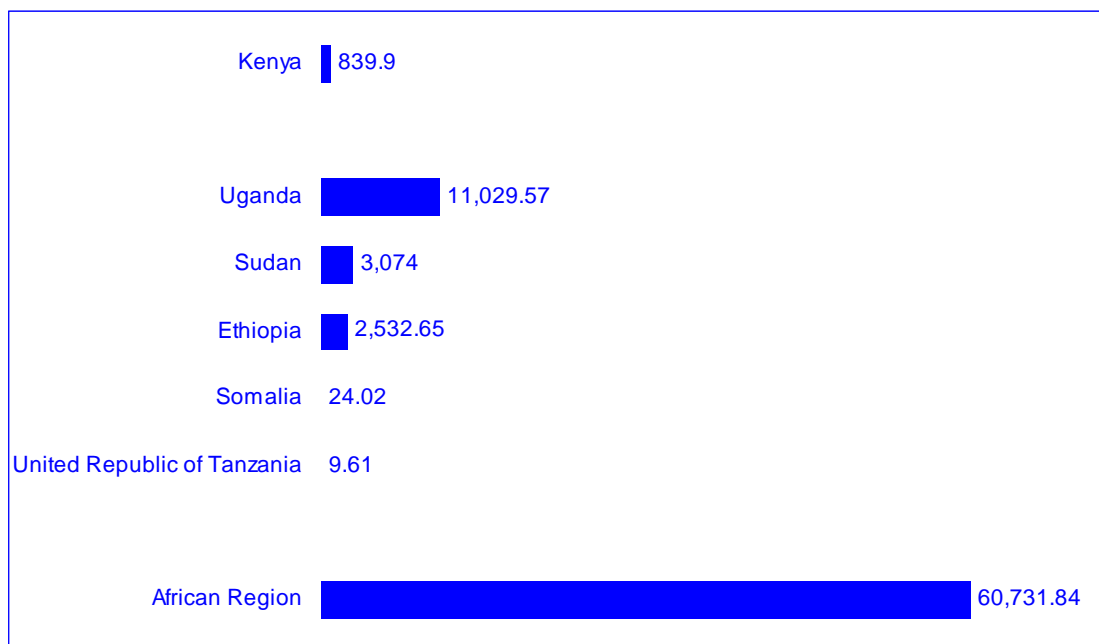 Kenya 839.9
Uganda 11,029.57
Sudan 3,074
Ethiopia 2,532.65
Somalia 24.02
United Republic of Tanzania 9.61
African Region 60,731.84